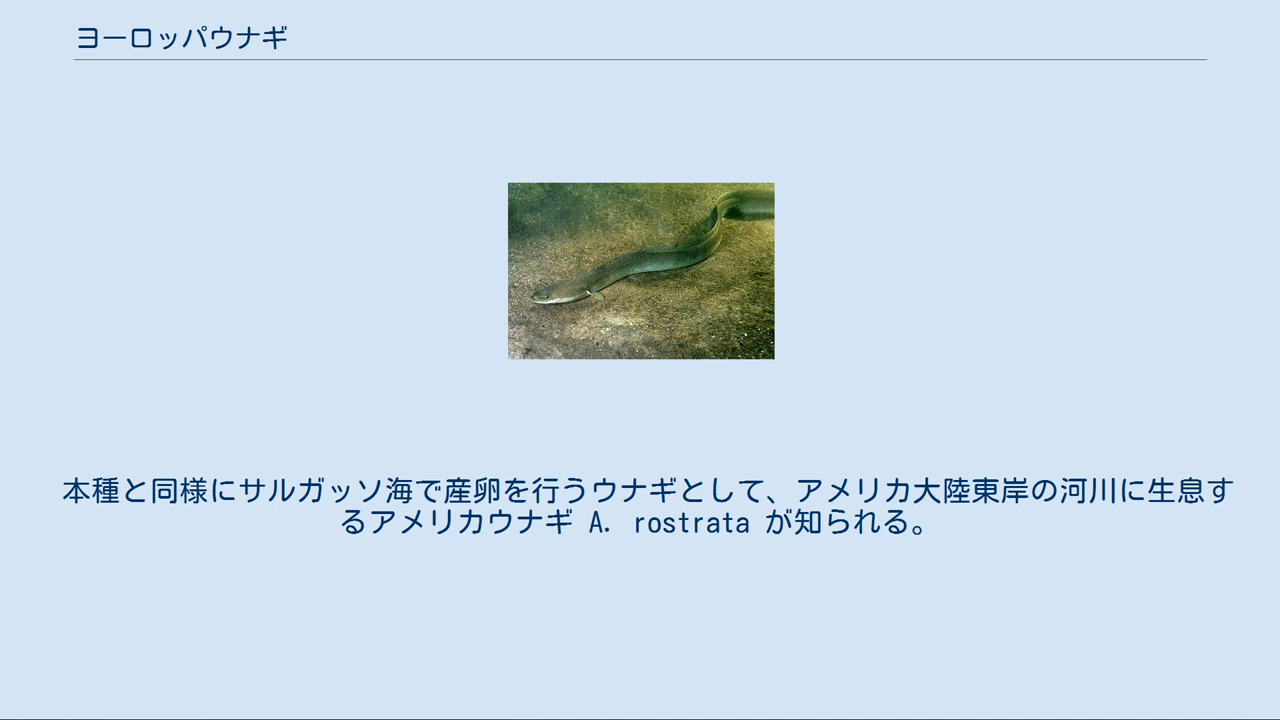 ヨーロッパウナギ
本種と同様にサルガッソ海で産卵を行うウナギとして、アメリカ大陸東岸の河川に生息す
るアメリカウナギ A. rostrata が知られる。